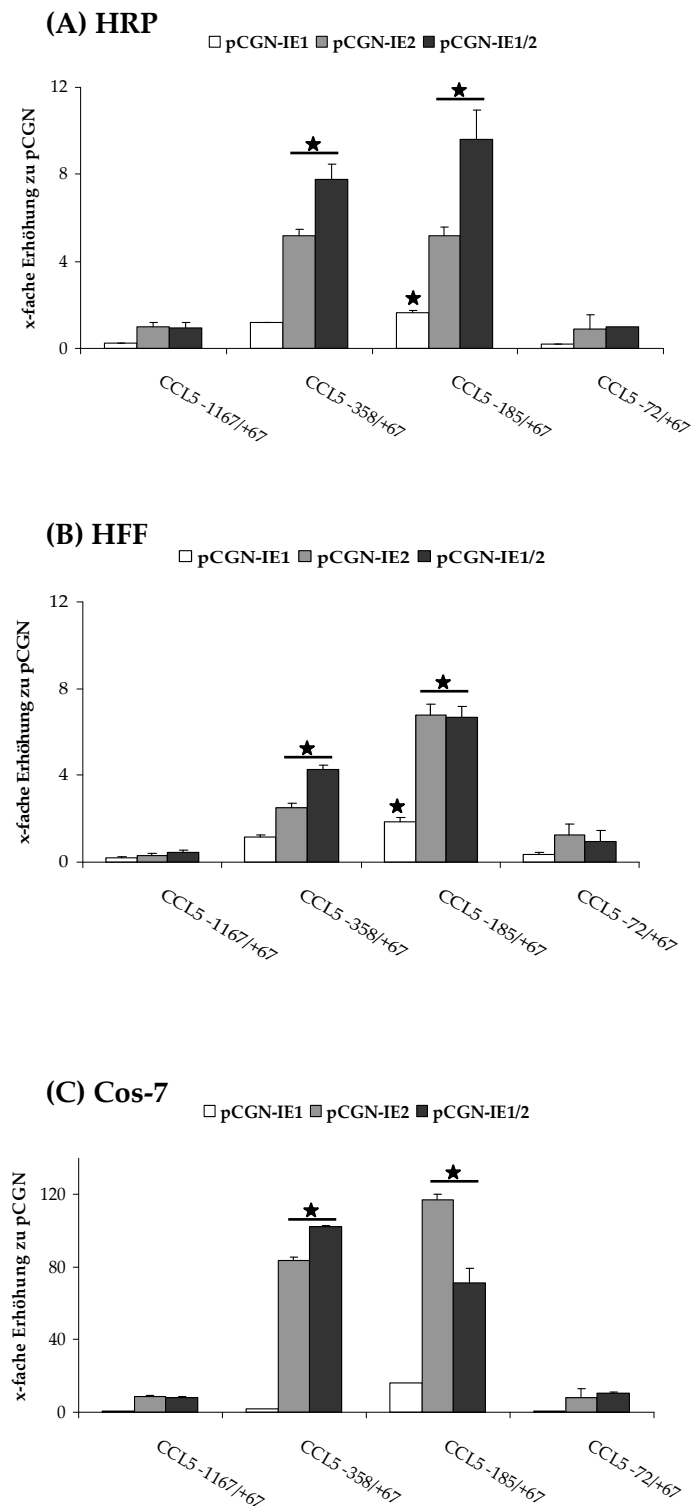 (A) HRP
pCGN-IE1 pCGN-IE2 pCGN-IE1/2
x-fache Erhöhung zu pCGN
12
8
4
0
CCL5 -1167/+67
CCL5 -358/+67
CCL5 -185/+67
CCL5 -72/+67
(B) HFF
pCGN-IE1 pCGN-IE2 pCGN-IE1/2
x-fache Erhöhung zu pCGN
12
8
4
0
CCL5 -1167/+67
CCL5 -358/+67
CCL5 -185/+67
CCL5 -72/+67
(C) Cos-7
pCGN-IE1 pCGN-IE2 pCGN-IE1/2
x-fache Erhöhung zu pCGN
120
80
40
0
CCL5 -1167/+67
CCL5 -358/+67
CCL5 -185/+67
CCL5 -72/+67